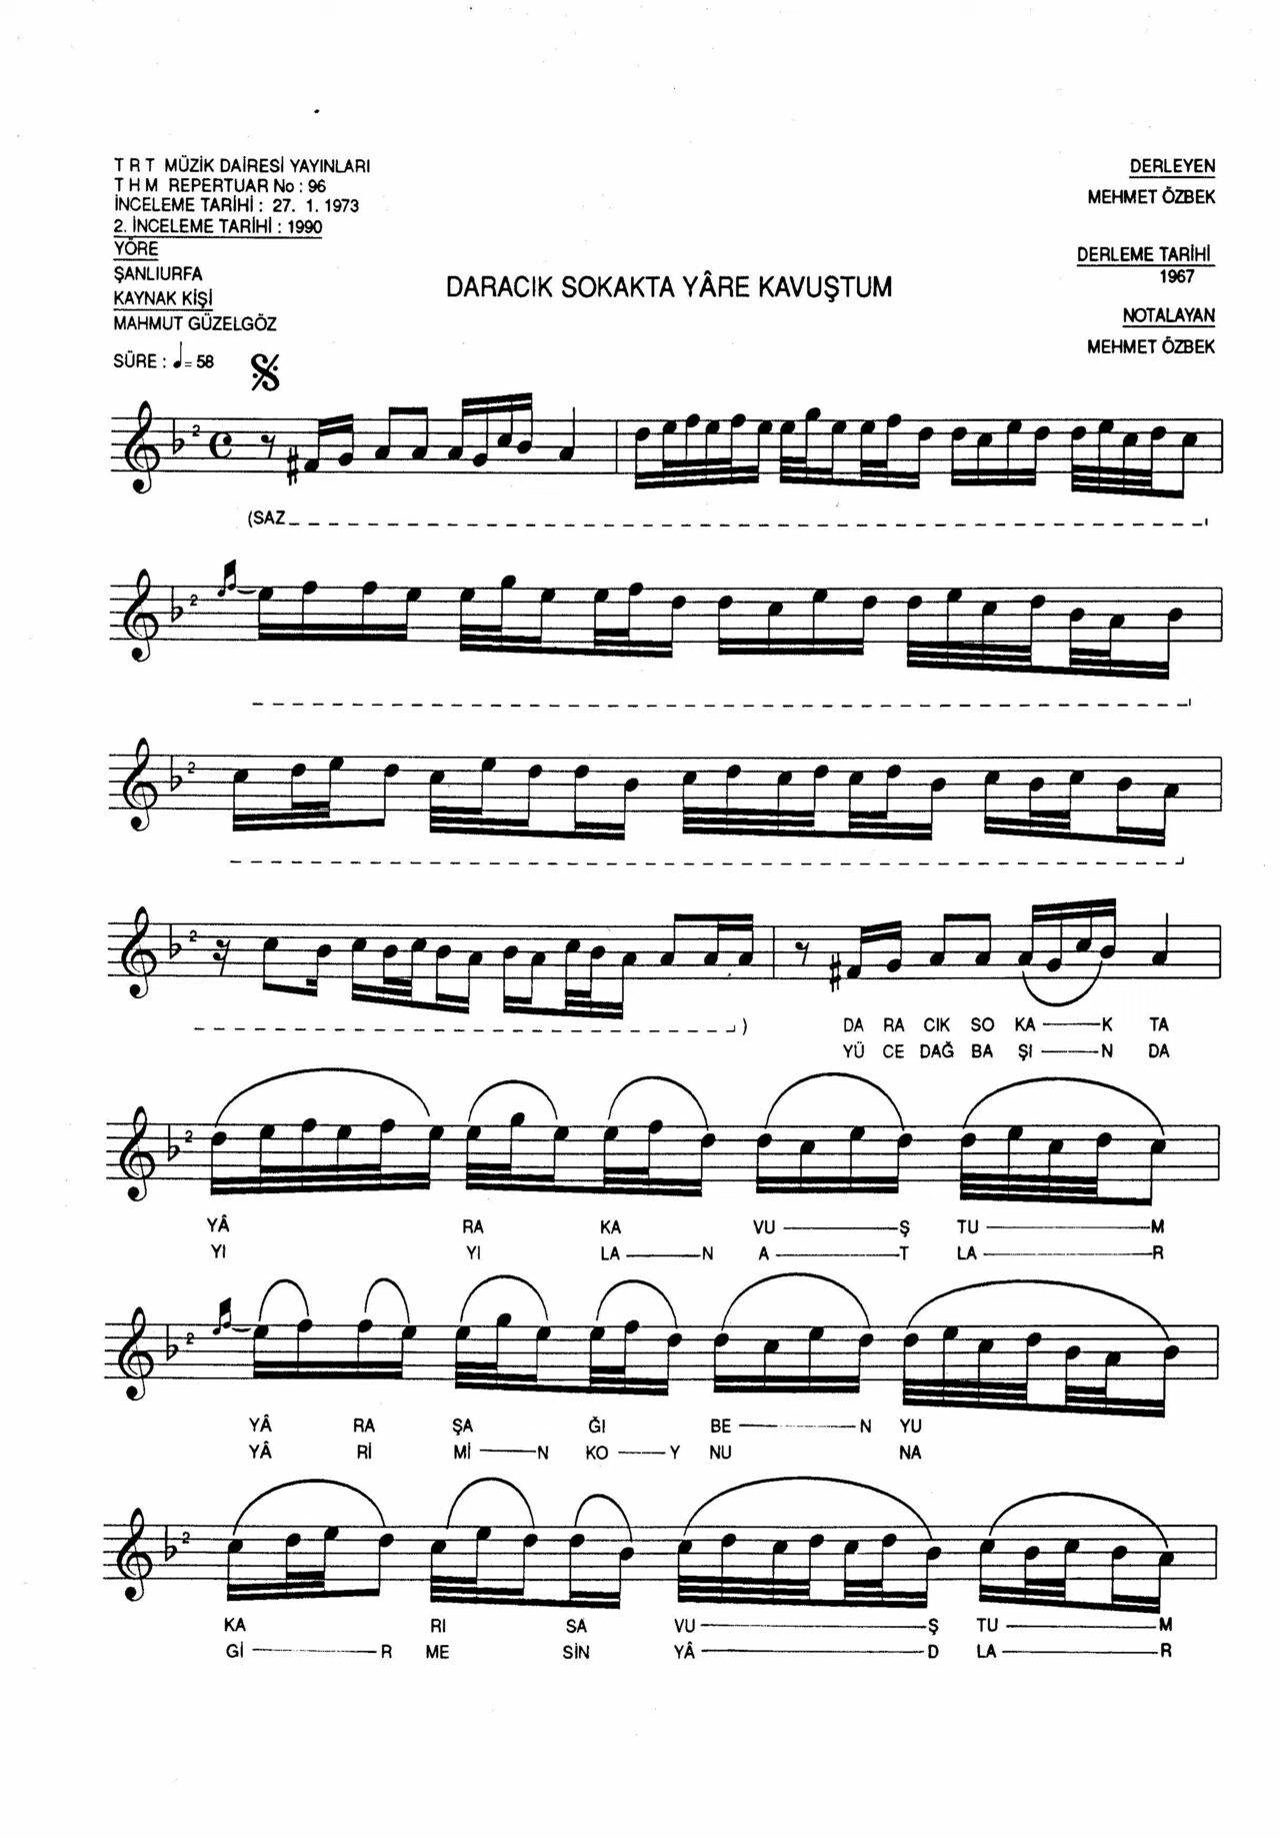 T R T MÜZİK DAİRESİ YAYINLARI
T H M REPERTUAR No : 96
İNCELEME TARİHİ : 27. 1. 1973
2. İNCELEME TARİHİ : 1990
YÖRE
ŞANLIURFA
KAYNAK KİŞİ
MAHMUT GÜZELGÖZ
SÜRE : ♩= 58
DERLEYEN
MEHMET ÖZBEK
DERLEME TARİHİ
1967
NOTALAYAN
MEHMET ÖZBEK
DARACIK SOKAKTA YÂRE KAVUŞTUM
(SAZ
)
DA RA CIK SO KA K TA
YÜ CE DAĞ BA ŞI N DA
YÂ RA KA VU Ş TU M
YI YI LA N A T LA R
YÂ RA ŞA ĞI BE N YU
YÂ Rİ Mİ N KO Y NU NA
KA RI SA VU Ş TU M
Gİ R ME SİN YÂ D LA R